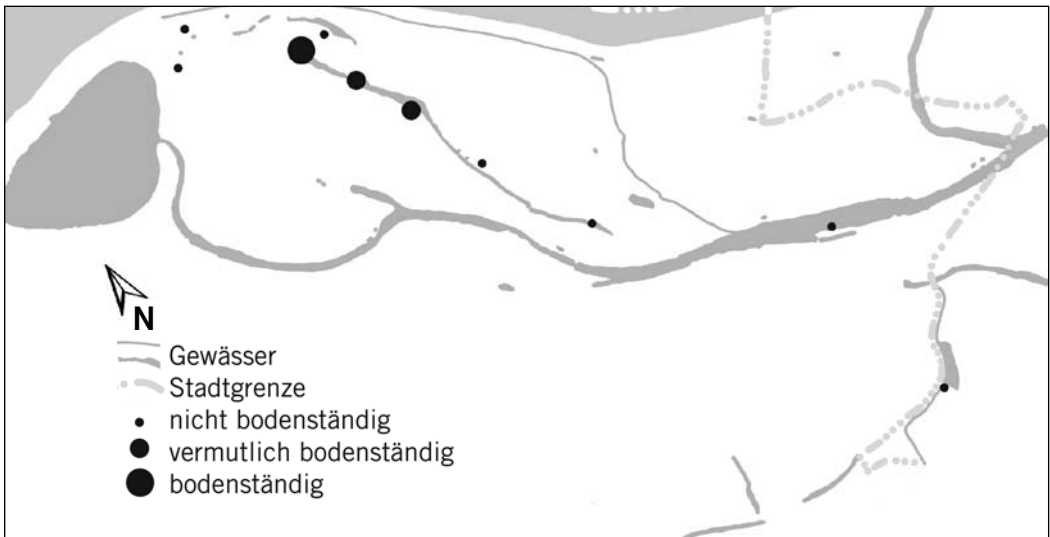 N
Gewässer
Stadtgrenze
nicht bodenständig
vermutlich bodenständig
bodenständig